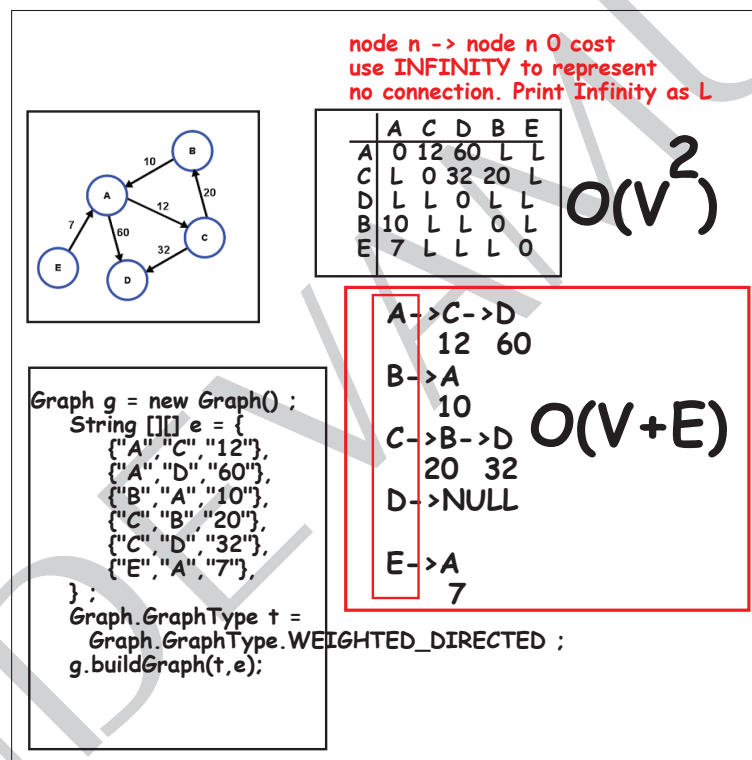 node n -> node n 0 cost
use INFINITY to represent
no connection. Print Infinity as L
B
10
A
20
12
7
60
C
32
E
D
A C D B E
A 0 12 60 L L
C L 0 32 20 L
D L L 0 L L
B 10 L L 0 L
E 7 L L L 0
O(V2)
A->C->D
12 60
B->A
10
C->B->D
20 32
D->NULL
E->A
7
O(V+E)
Graph g = new Graph() ;
String [][] e = {
{"A","C","12"},
{"A","D","60"},
{"B","A","10"},
{"C","B","20"},
{"C","D","32"},
{"E","A","7"},
} ;
Graph.GraphType t =
Graph.GraphType.WEIGHTED_DIRECTED ;
g.buildGraph(t,e);